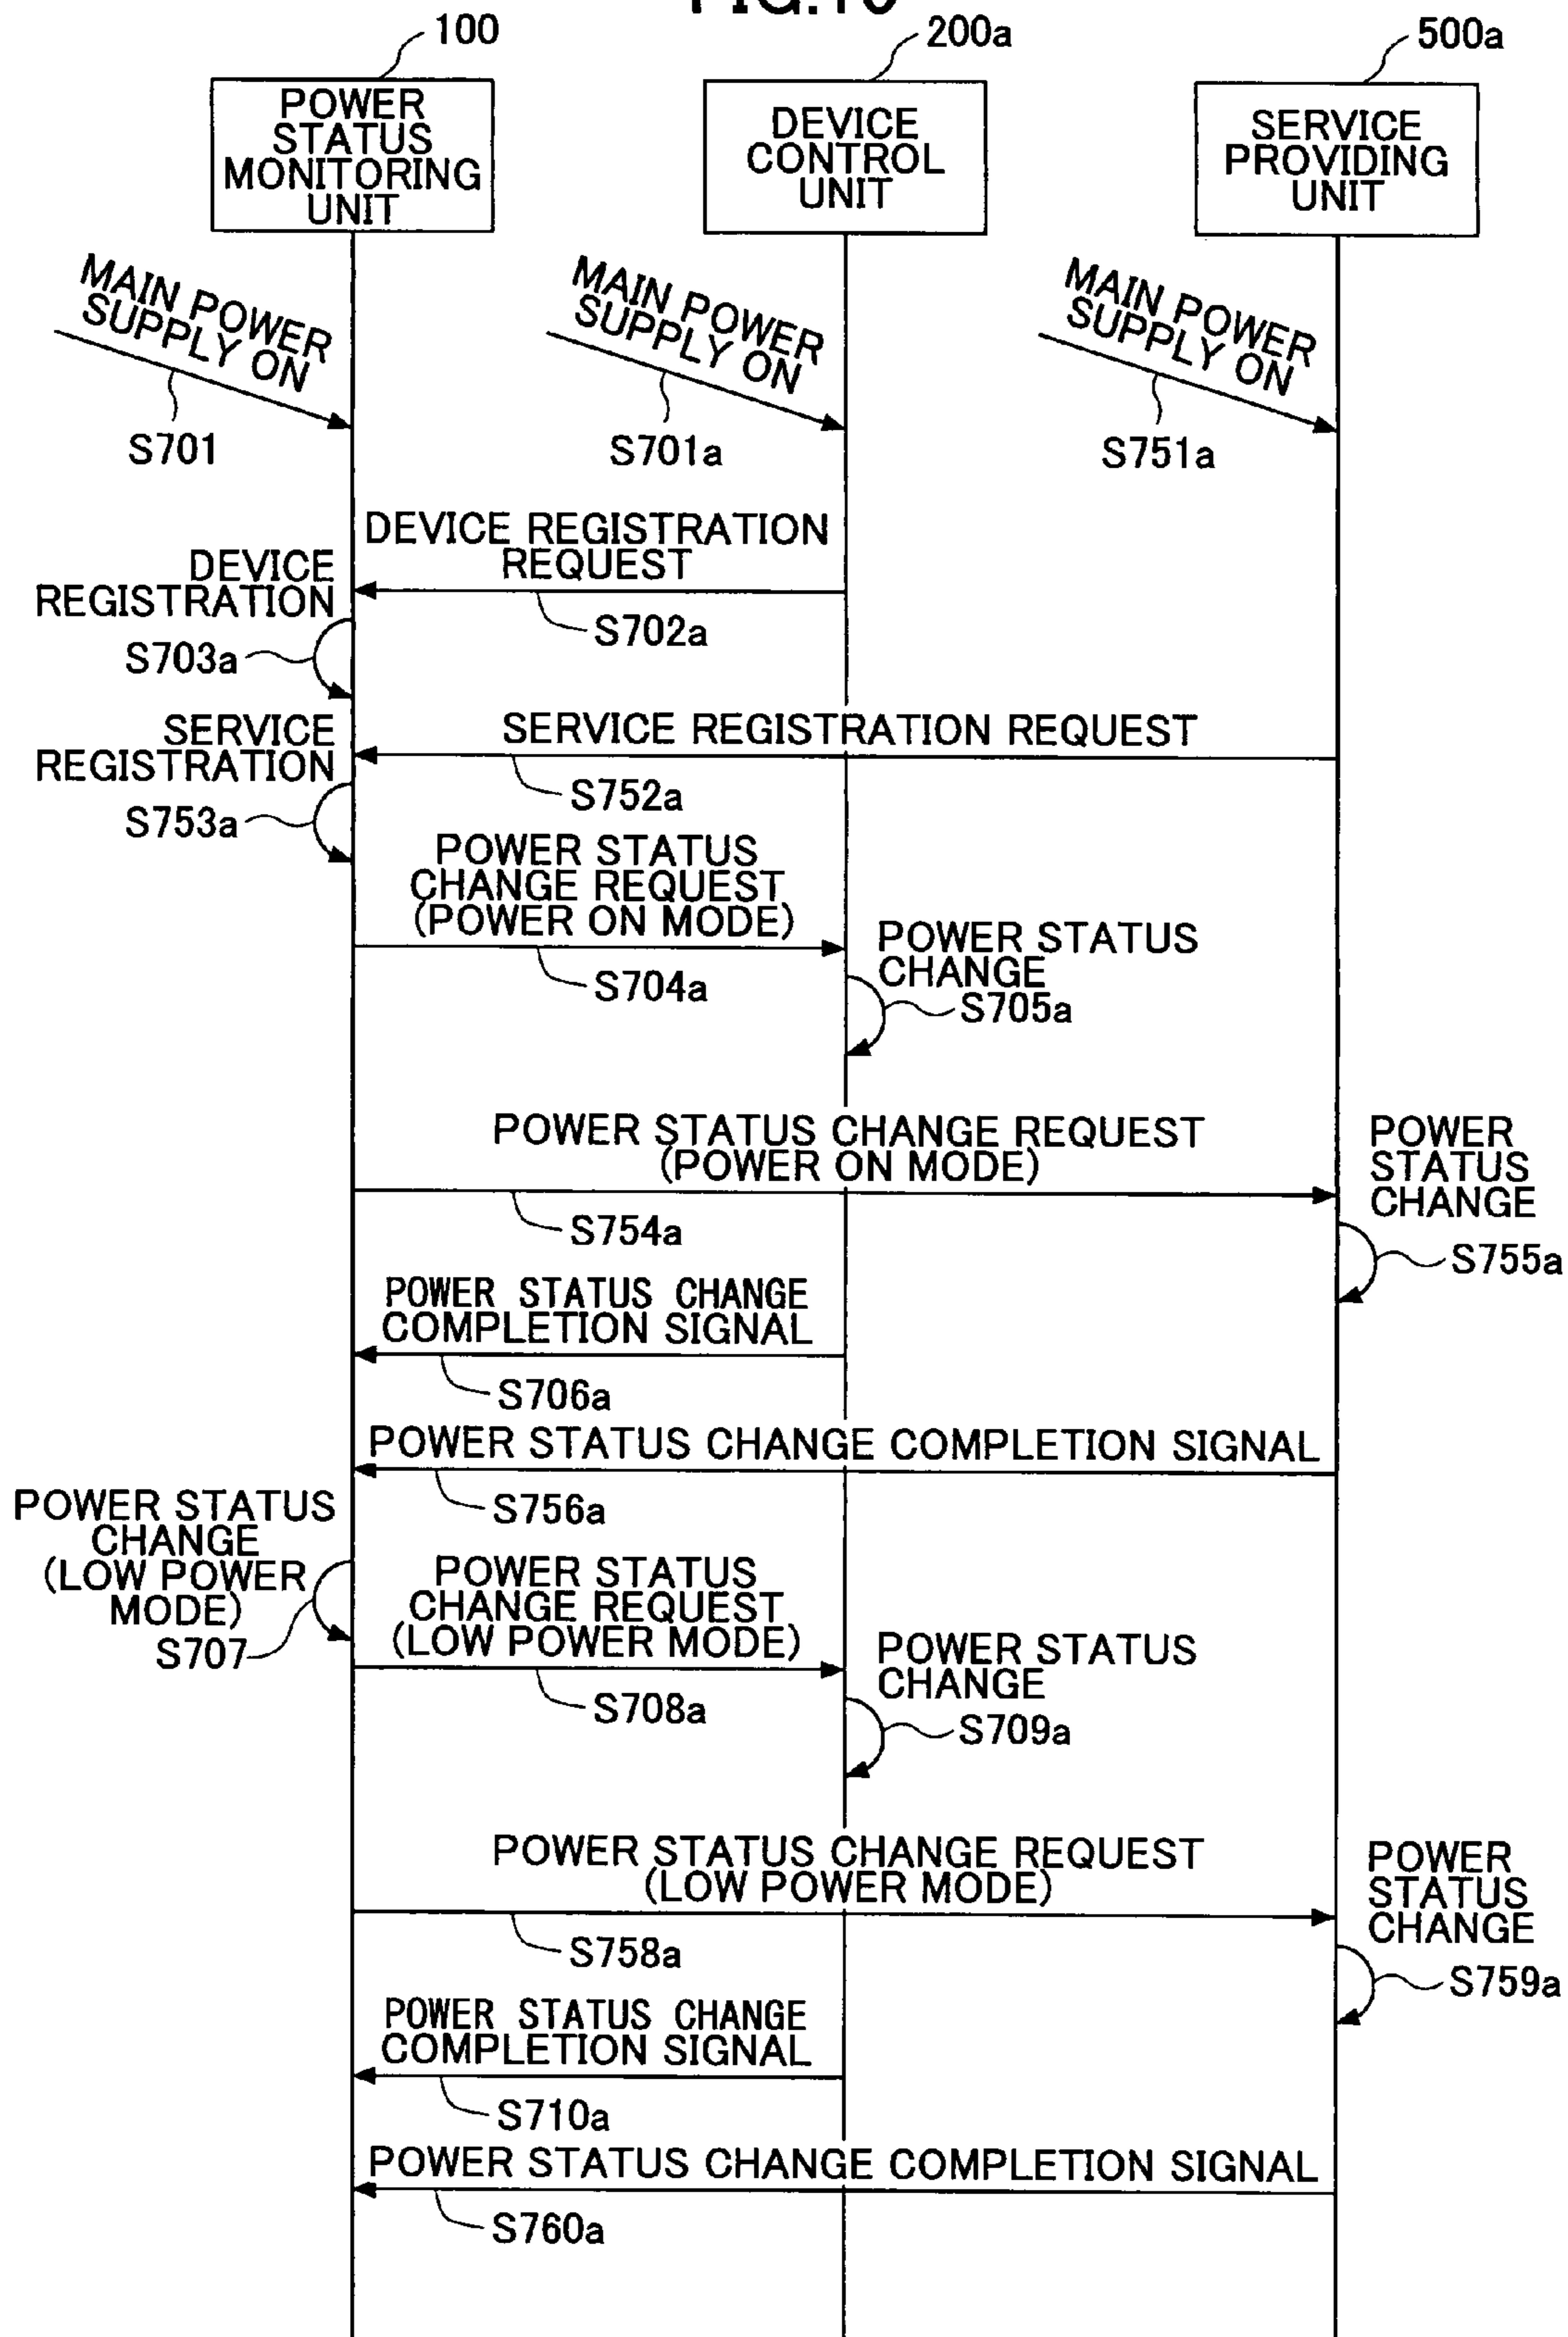 100
200a
500a
POWER
STATUS
MONITORING
UNIT
DEVICE
CONTROL
UNIT
SERVICE
PROVIDING
UNIT
MAIN POWER
SUPPLY ON
S701
MAIN POWER
SUPPLY ON
S701a
MAIN POWER
SUPPLY ON
S751a
DEVICE REGISTRATION
REQUEST
S702a
DEVICE
REGISTRATION
S703a
SERVICE REGISTRATION REQUEST
S752a
SERVICE
REGISTRATION
S753a
POWER STATUS
CHANGE REQUEST
(POWER ON MODE)
S704a
POWER STATUS
CHANGE
S705a
POWER STATUS CHANGE REQUEST
(POWER ON MODE)
S754a
POWER
STATUS
CHANGE
S755a
POWER STATUS CHANGE
COMPLETION SIGNAL
S706a
POWER STATUS CHANGE COMPLETION SIGNAL
S756a
POWER STATUS
CHANGE
(LOW POWER
MODE)
S707
POWER STATUS
CHANGE REQUEST
(LOW POWER MODE)
S708a
POWER STATUS
CHANGE
S709a
POWER STATUS CHANGE REQUEST
(LOW POWER MODE)
S758a
POWER
STATUS
CHANGE
S759a
POWER STATUS CHANGE
COMPLETION SIGNAL
S710a
POWER STATUS CHANGE COMPLETION SIGNAL
S760a